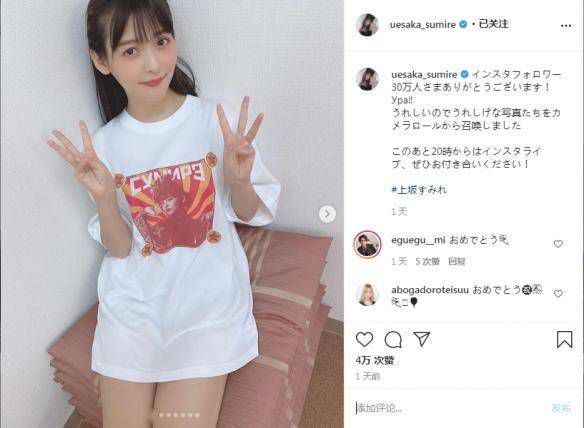 uesaka_sumire • 已关注
uesaka_sumire インスタフォロワー
30万人さまありがとうございます！
Ура!!
うれしいのでうれしげな写真たちをカ
メラロールから召喚しました
このあと20時からはインスタライ
ブ、ぜひお付き合いください！
#上坂すみれ
1天
eguegu__mi おめでとう
1天 5次赞 回复
abogadoroteisuu おめでとう㊗
4万 次赞
1天前
添加评论...
发布